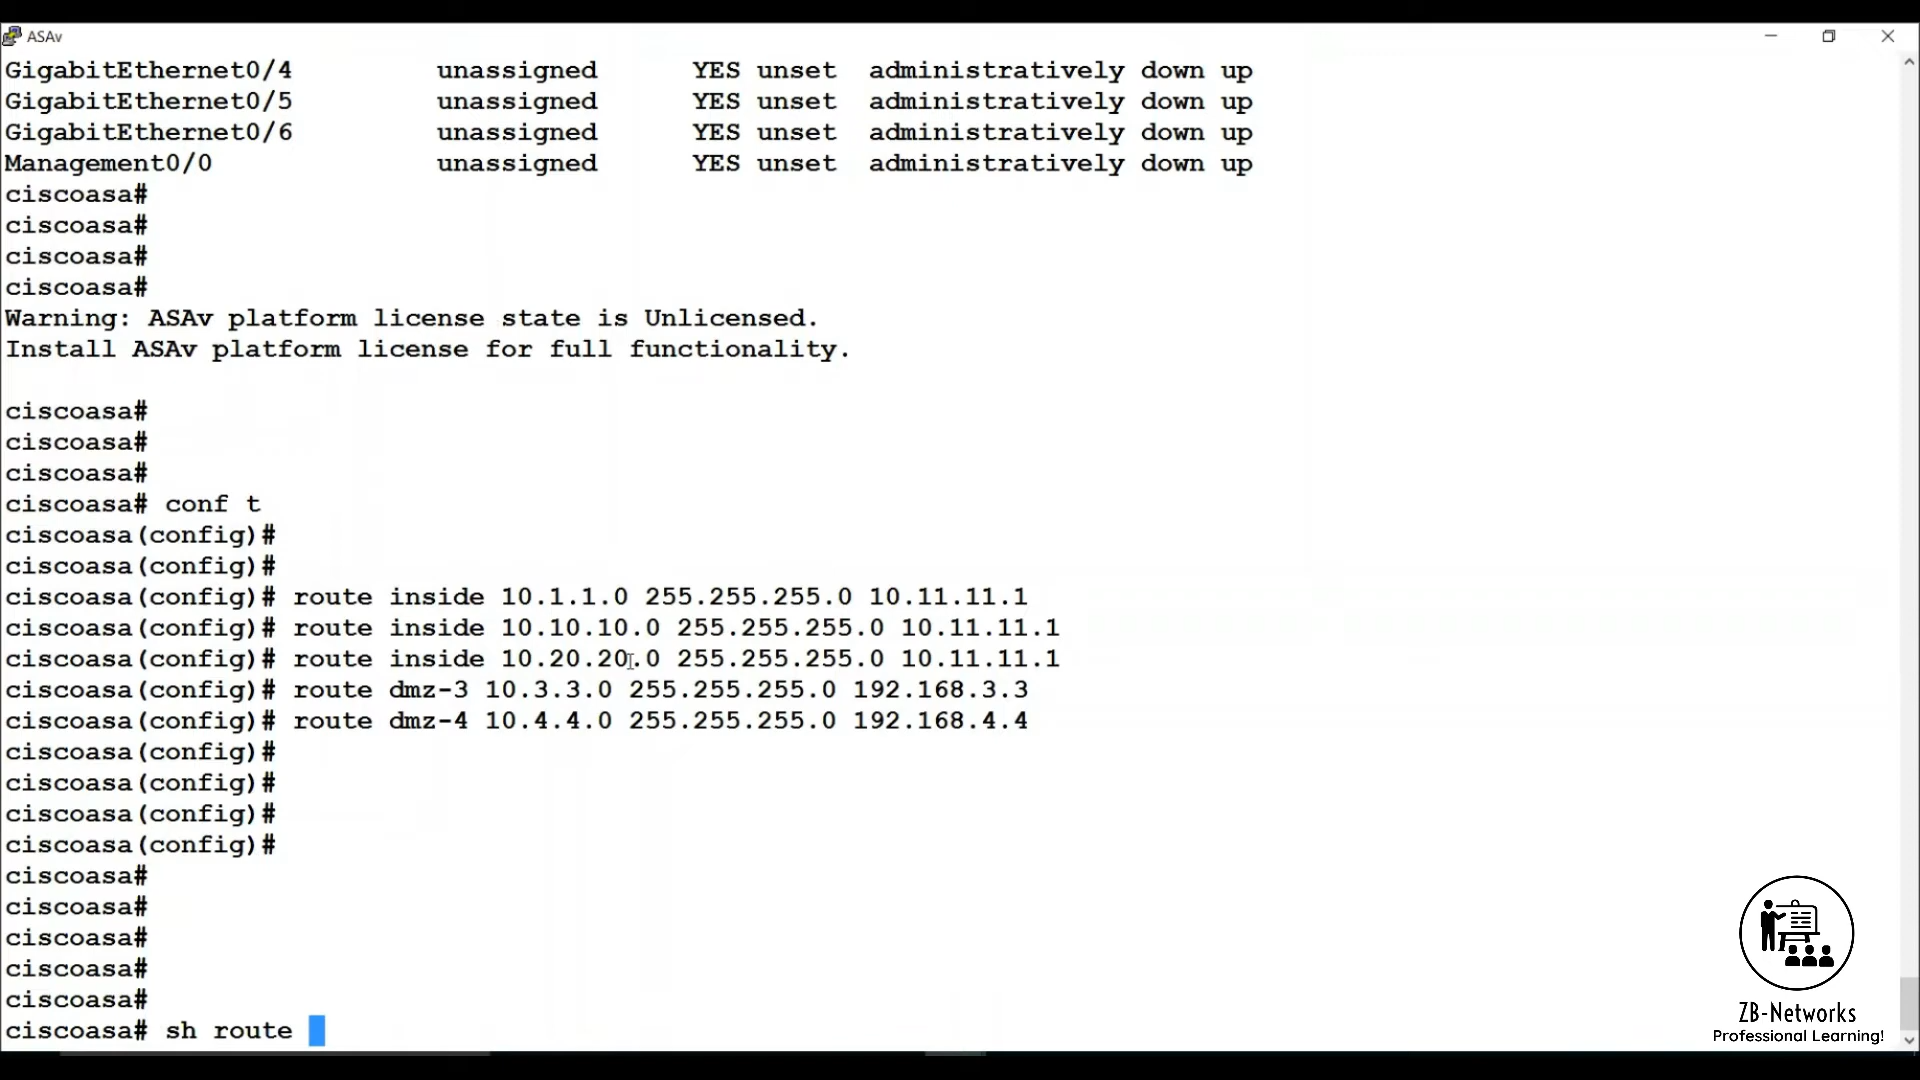 ASAv
GigabitEthernet0/4 unassigned YES unset administratively down up
GigabitEthernet0/5 unassigned YES unset administratively down up
GigabitEthernet0/6 unassigned YES unset administratively down up
Management0/0 unassigned YES unset administratively down up
ciscoasa#
ciscoasa#
ciscoasa#
ciscoasa#
Warning: ASAv platform license state is Unlicensed.
Install ASAv platform license for full functionality.
ciscoasa#
ciscoasa#
ciscoasa#
ciscoasa# conf t
ciscoasa(config)#
ciscoasa(config)#
ciscoasa(config)# route inside 10.1.1.0 255.255.255.0 10.11.11.1
ciscoasa(config)# route inside 10.10.10.0 255.255.255.0 10.11.11.1
ciscoasa(config)# route inside 10.20.20.0 255.255.255.0 10.11.11.1
ciscoasa(config)# route dmz-3 10.3.3.0 255.255.255.0 192.168.3.3
ciscoasa(config)# route dmz-4 10.4.4.0 255.255.255.0 192.168.4.4
ciscoasa(config)#
ciscoasa(config)#
ciscoasa(config)#
ciscoasa(config)#
ciscoasa#
ciscoasa#
ciscoasa#
ciscoasa#
ciscoasa#
ciscoasa# sh route
ZB-Networks
Professional Learning!